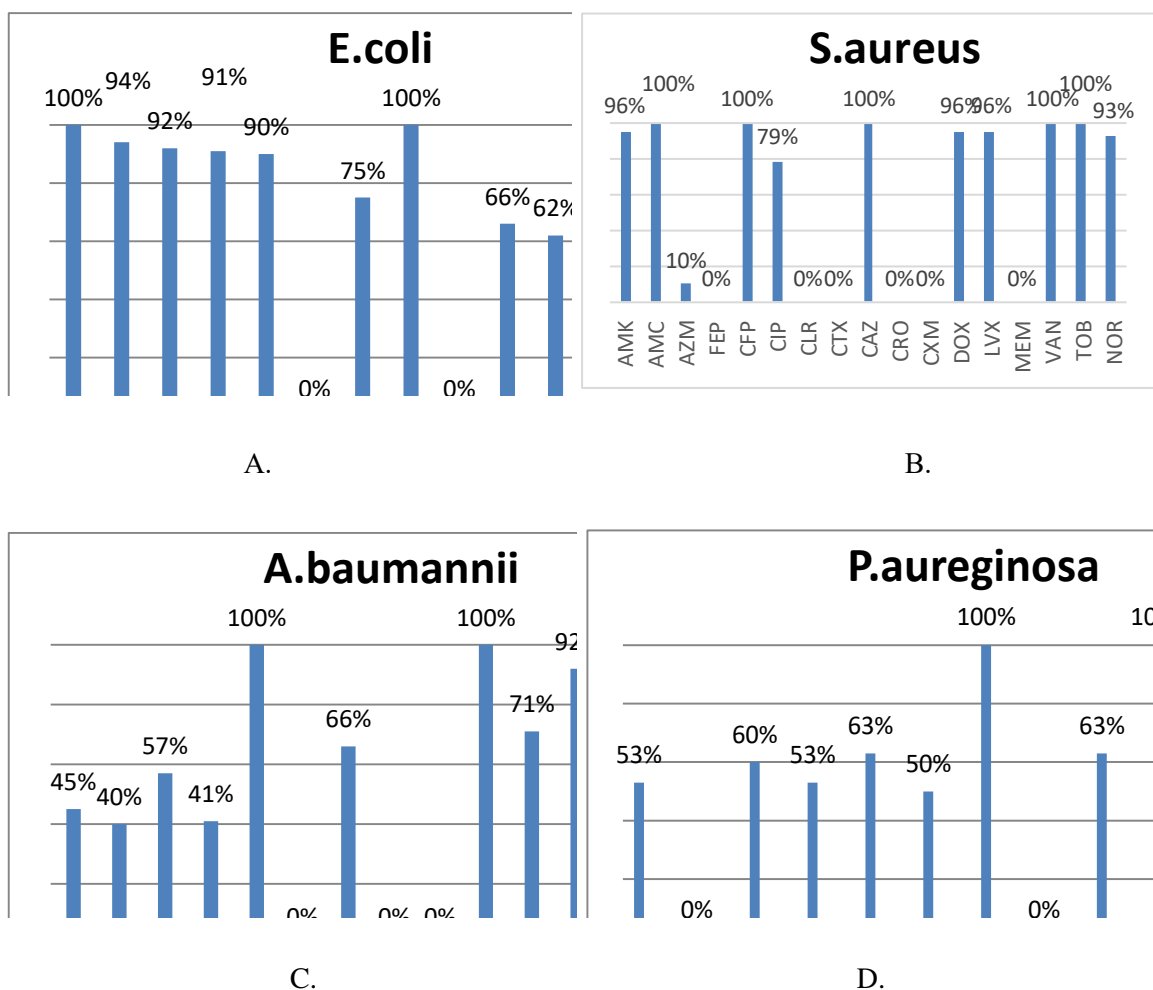 E.coli
100% 94% 92% 91% 90% 0% 75% 100% 0% 66% 62%
A.
S.aureus
96% 100% 10% 0% 100% 79% 0% 0% 100% 0% 0% 96% 96% 0% 100% 100% 93%
AMK AMC AZM FEP CFP CIP CLR CTX CAZ CRO CXM DOX LVX MEM VAN TOB NOR
B.
A.baumannii
45% 40% 57% 41% 100% 0% 66% 0% 0% 100% 71% 92
C.
P.aureginosa
53% 0% 60% 53% 63% 50% 100% 0% 63% 10
D.